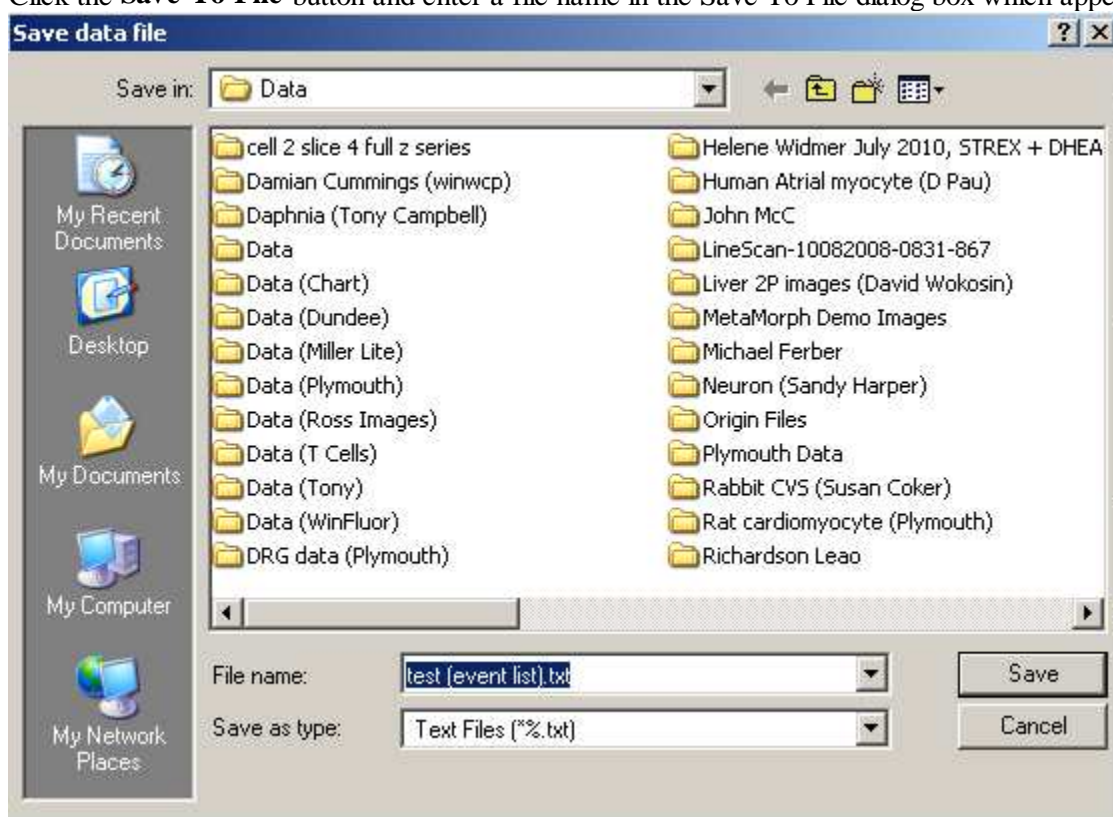 Click the Save To File button and enter a file name in the Save To File dialog box which appe
Save data file
Save in:
Data
My Recent
Documents
Desktop
My Documents
My Computer
My Network
Places
cell 2 slice 4 full z series
Damian Cummings (winwcp)
Daphnia (Tony Campbell)
Data
Data (Chart)
Data (Dundee)
Data (Miller Lite)
Data (Plymouth)
Data (Ross Images)
Data (T Cells)
Data (Tony)
Data (WinFluor)
DRG data (Plymouth)
Helene Widmer July 2010, STREX + DHEA
Human Atrial myocyte (D Pau)
John McC
LineScan-10082008-0831-867
Liver 2P images (David Wokosin)
MetaMorph Demo Images
Michael Ferber
Neuron (Sandy Harper)
Origin Files
Plymouth Data
Rabbit CVS (Susan Coker)
Rat cardiomyocyte (Plymouth)
Richardson Leao
File name:
test (event list).txt
Save
Save as type:
Text Files (*%.txt)
Cancel